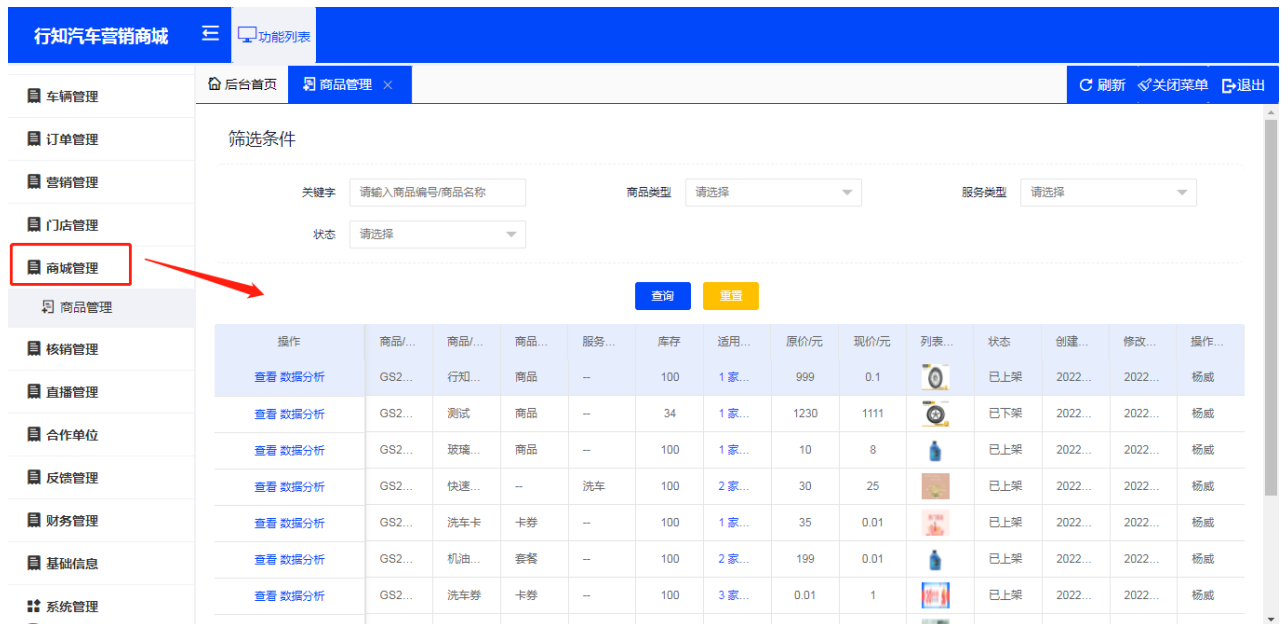 行知汽车营销商城
功能列表
后台首页 商品管理 ×
刷新 关闭菜单 退出
车辆管理
订单管理
营销管理
门店管理
商城管理
商品管理
核销管理
直播管理
合作单位
反馈管理
财务管理
基础信息
系统管理
筛选条件
关键字 请输入商品编号/商品名称 商品类型 请选择 服务类型 请选择
状态 请选择
查询 重置
操作 商品/... 商品/... 商品... 服务... 库存 适用... 原价/元 现价/元 列表... 状态 创建... 修改... 操作...
查看 数据分析 GS2... 行知... 商品 -- 100 1 家... 999 0.1 已上架 2022... 2022... 杨威
查看 数据分析 GS2... 测试 商品 -- 34 1 家... 1230 1111 已下架 2022... 2022... 杨威
查看 数据分析 GS2... 玻璃... 商品 -- 100 1 家... 10 8 已上架 2022... 2022... 杨威
查看 数据分析 GS2... 快速... -- 洗车 100 2 家... 30 25 已上架 2022... 2022... 杨威
查看 数据分析 GS2... 洗车卡 卡券 -- 100 1 家... 35 0.01 已上架 2022... 2022... 杨威
查看 数据分析 GS2... 机油... 套餐 -- 100 2 家... 199 0.01 已上架 2022... 2022... 杨威
查看 数据分析 GS2... 洗车券 卡券 -- 100 3 家... 0.01 1 已上架 2022... 2022... 杨威